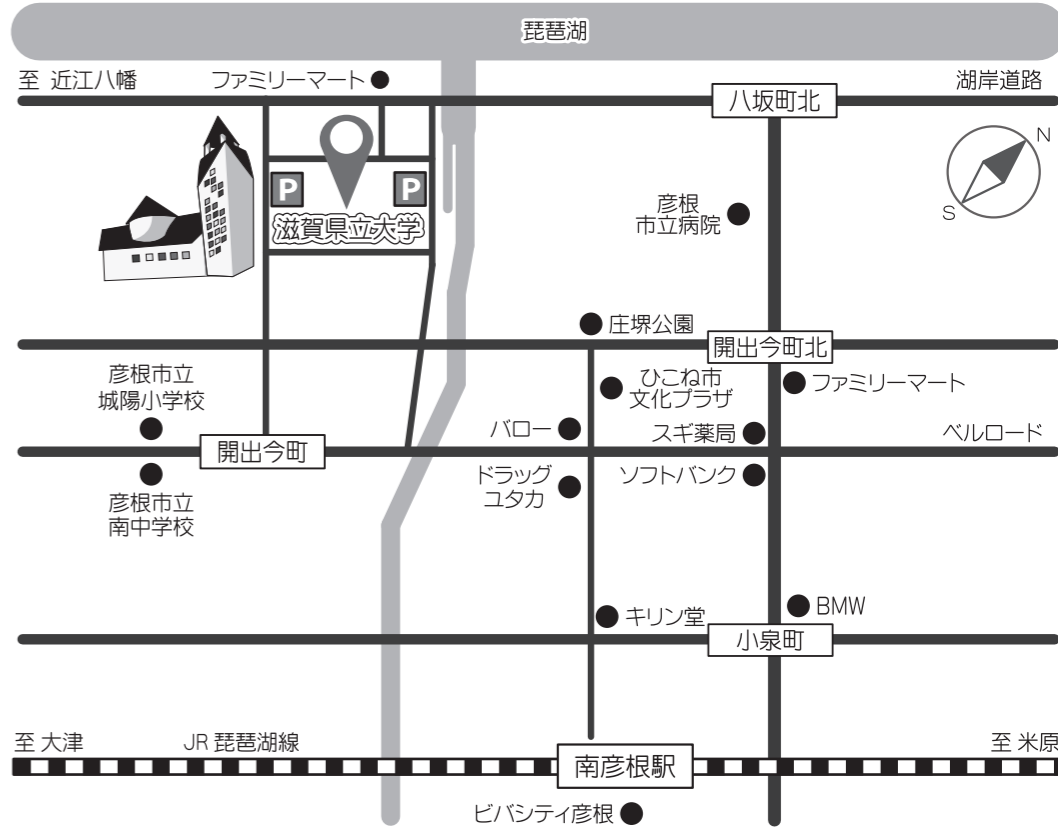 琵琶湖
至 近江八幡
ファミリーマート
湖岸道路
八坂町北
N
S
P
P
滋賀県立大学
彦根
市立病院
庄堺公園
開出今町北
彦根市立
城陽小学校
ひこね市
文化プラザ
ファミリーマート
バロー
スギ薬局
ベルロード
開出今町
彦根市立
南中学校
ドラッグ
ユタカ
ソフトバンク
キリン堂
BMW
小泉町
至 大津
JR 琵琶湖線
至 米原
南彦根駅
ビバシティ彦根